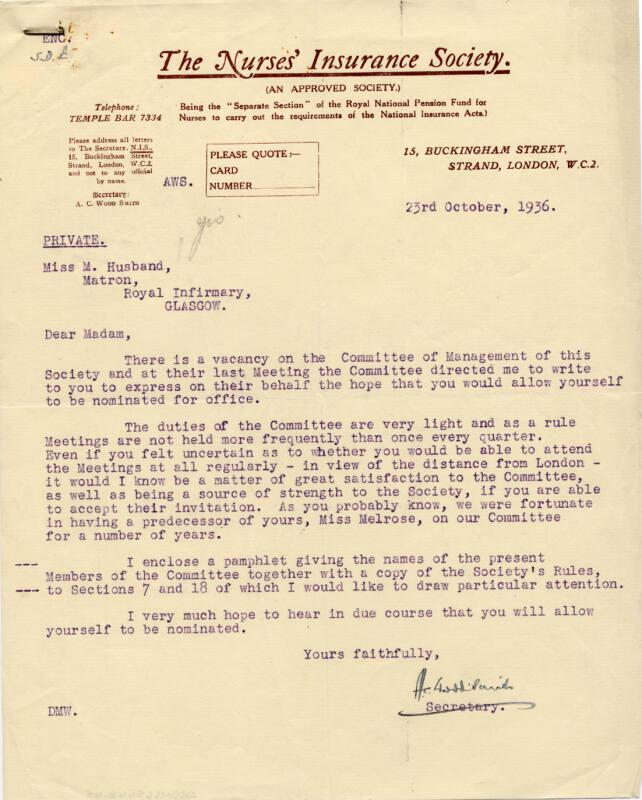 ENC.
S.D.E.
The Nurses' Insurance Society.
(AN APPROVED SOCIETY.)
Being the "Separate Section" of the Royal National Pension Fund for
Nurses to carry out the requirements of the National Insurance Acts.)
Telephone:
TEMPLE BAR 7334
Please address all letters
to The Secretary, N.I.S.,
15, Buckingham Street,
Strand, London, W.C.2,
and not to any official
by name.
Secretary:
A. C. WOOD SMITH
AWS.
PLEASE QUOTE:—
CARD
NUMBER
15, BUCKINGHAM STREET,
STRAND, LONDON, W.C.2.
23rd October, 1936.
PRIVATE.
Miss M. Husband,
Matron,
Royal Infirmary,
GLASGOW.
Dear Madam,
There is a vacancy on the Committee of Management of this
Society and at their last Meeting the Committee directed me to write
to you to express on their behalf the hope that you would allow yourself
to be nominated for office.
The duties of the Committee are very light and as a rule
Meetings are not held more frequently than once every quarter.
Even if you felt uncertain as to whether you would be able to attend
the Meetings at all regularly - in view of the distance from London -
it would I know be a matter of great satisfaction to the Committee,
as well as being a source of strength to the Society, if you are able
to accept their invitation. As you probably know, we were fortunate
in having a predecessor of yours, Miss Melrose, on our Committee
for a number of years.
--- I enclose a pamphlet giving the names of the present
Members of the Committee together with a copy of the Society's Rules,
--- to Sections 7 and 18 of which I would like to draw particular attention.
I very much hope to hear in due course that you will allow
yourself to be nominated.
Yours faithfully,
Secretary.
DMW.